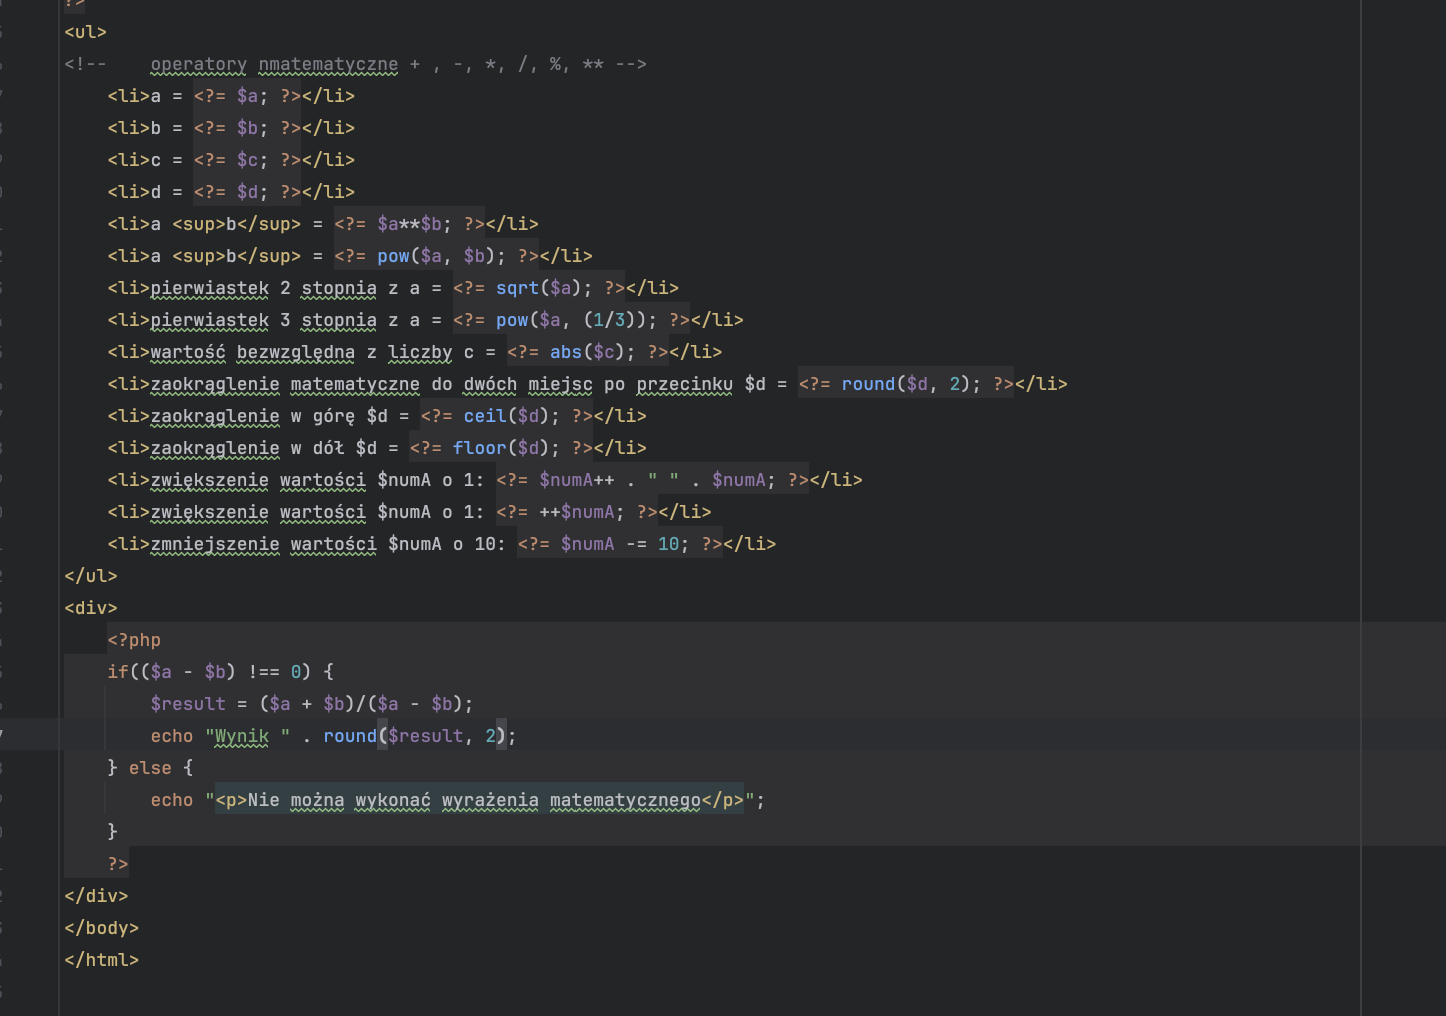 ?>
<ul>
<!--    operatory nmatematyczne + , -, *, /, %, ** -->
    <li>a = <?= $a; ?></li>
    <li>b = <?= $b; ?></li>
    <li>c = <?= $c; ?></li>
    <li>d = <?= $d; ?></li>
    <li>a <sup>b</sup> = <?= $a**$b; ?></li>
    <li>a <sup>b</sup> = <?= pow($a, $b); ?></li>
    <li>pierwiastek 2 stopnia z a = <?= sqrt($a); ?></li>
    <li>pierwiastek 3 stopnia z a = <?= pow($a, (1/3)); ?></li>
    <li>wartość bezwzględna z liczby c = <?= abs($c); ?></li>
    <li>zaokrąglenie matematyczne do dwóch miejsc po przecinku $d = <?= round($d, 2); ?></li>
    <li>zaokrąglenie w górę $d = <?= ceil($d); ?></li>
    <li>zaokrąglenie w dół $d = <?= floor($d); ?></li>
    <li>zwiększenie wartości $numA o 1: <?= $numA++ . " " . $numA; ?></li>
    <li>zwiększenie wartości $numA o 1: <?= ++$numA; ?></li>
    <li>zmniejszenie wartości $numA o 10: <?= $numA -= 10; ?></li>
</ul>
<div>
    <?php
    if(($a - $b) !== 0) {
        $result = ($a + $b)/($a - $b);
        echo "Wynik " . round($result, 2);
    } else {
        echo "<p>Nie można wykonać wyrażenia matematycznego</p>";
    }
    ?>
</div>
</body>
</html>